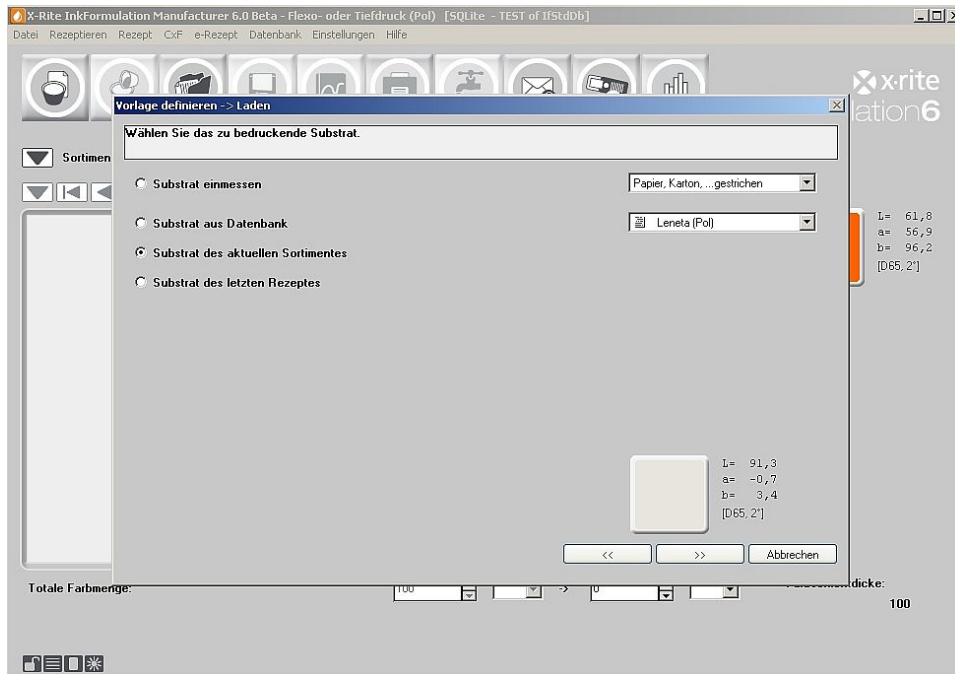 X-Rite InkFormulation Manufacturer 6.0 Beta - Flexo- oder Tiefdruck (Pol) [SQLite - TEST of IfStdDb]
Datei Rezeptieren Rezept CxF e-Rezept Datenbank Einstellungen Hilfe
x·rite
lation6
Vorlage definieren -> Laden
Wählen Sie das zu bedruckende Substrat.
Sortimen
Substrat einmessen Papier, Karton, ...gestrichen
Substrat aus Datenbank Leneta (Pol)
Substrat des aktuellen Sortimentes
Substrat des letzten Rezeptes
L= 61,8
a= 56,9
b= 96,2
[D65, 2°]
L= 91,3
a= -0,7
b= 3,4
[D65, 2°]
<< >> Abbrechen
Totale Farbmenge: 100 -> 0 dicke:
100